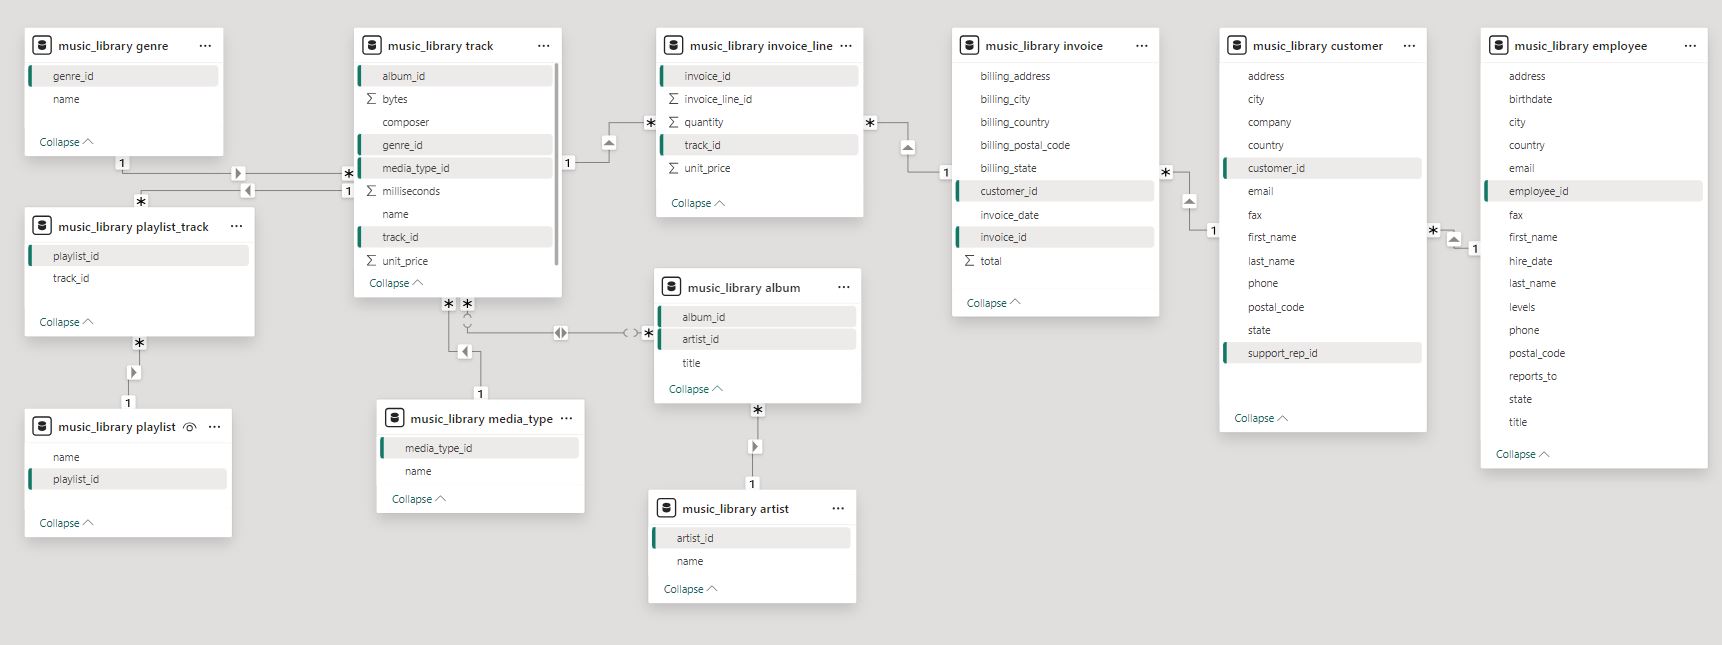 music_library genre
genre_id
name
Collapse
music_library track
album_id
bytes
composer
genre_id
media_type_id
milliseconds
name
track_id
unit_price
Collapse
music_library invoice_line
invoice_id
invoice_line_id
quantity
track_id
unit_price
Collapse
music_library invoice
billing_address
billing_city
billing_country
billing_postal_code
billing_state
customer_id
invoice_date
invoice_id
total
Collapse
music_library customer
address
city
company
country
customer_id
email
fax
first_name
last_name
phone
postal_code
state
support_rep_id
Collapse
music_library employee
address
birthdate
city
country
email
employee_id
fax
first_name
hire_date
last_name
levels
phone
postal_code
reports_to
state
title
Collapse
1
*
1
*
1
*
*
1
*
1
*
1
music_library playlist_track
playlist_id
track_id
Collapse
*
1
music_library album
album_id
artist_id
title
Collapse
*
*
*
1
music_library playlist
name
playlist_id
Collapse
music_library media_type
media_type_id
name
Collapse
*
1
music_library artist
artist_id
name
Collapse